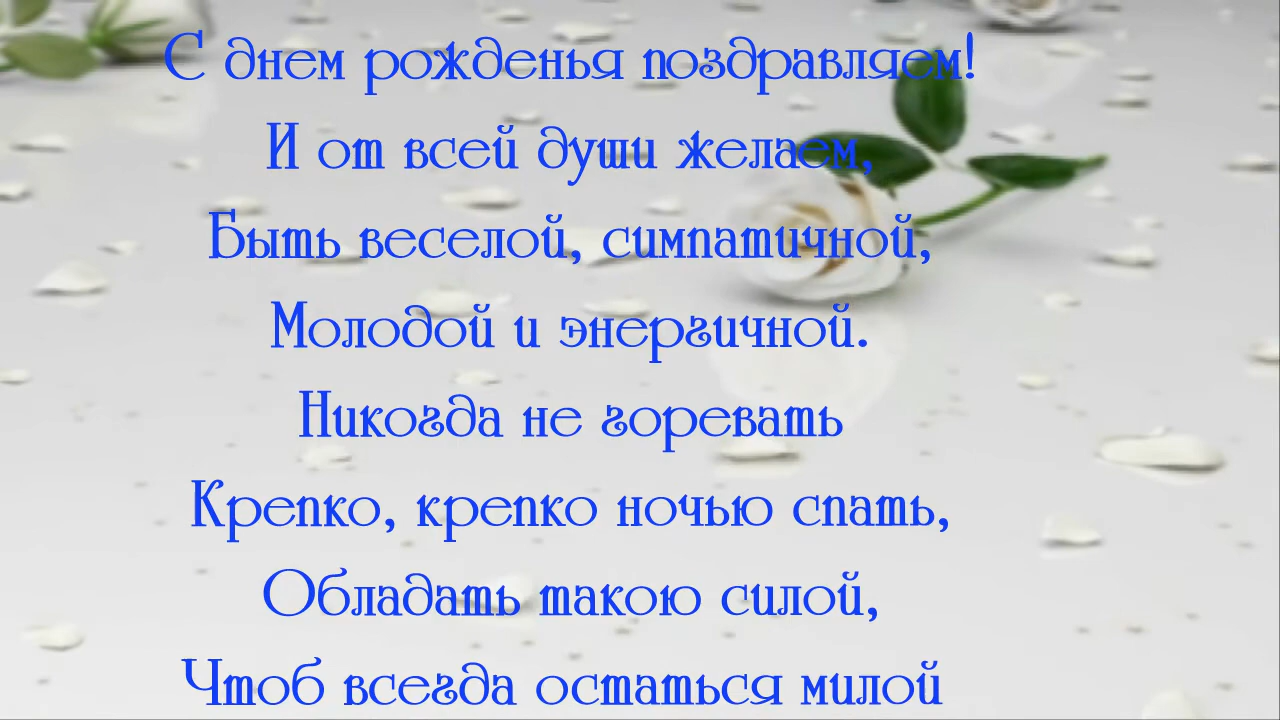 С днем рожденья поздравляем!
И от всей души желаем,
Быть веселой, симпатичной,
Молодой и энергичной.
Никогда не горевать
Крепко, крепко ночью спать,
Обладать такою силой,
Чтоб всегда остаться милой